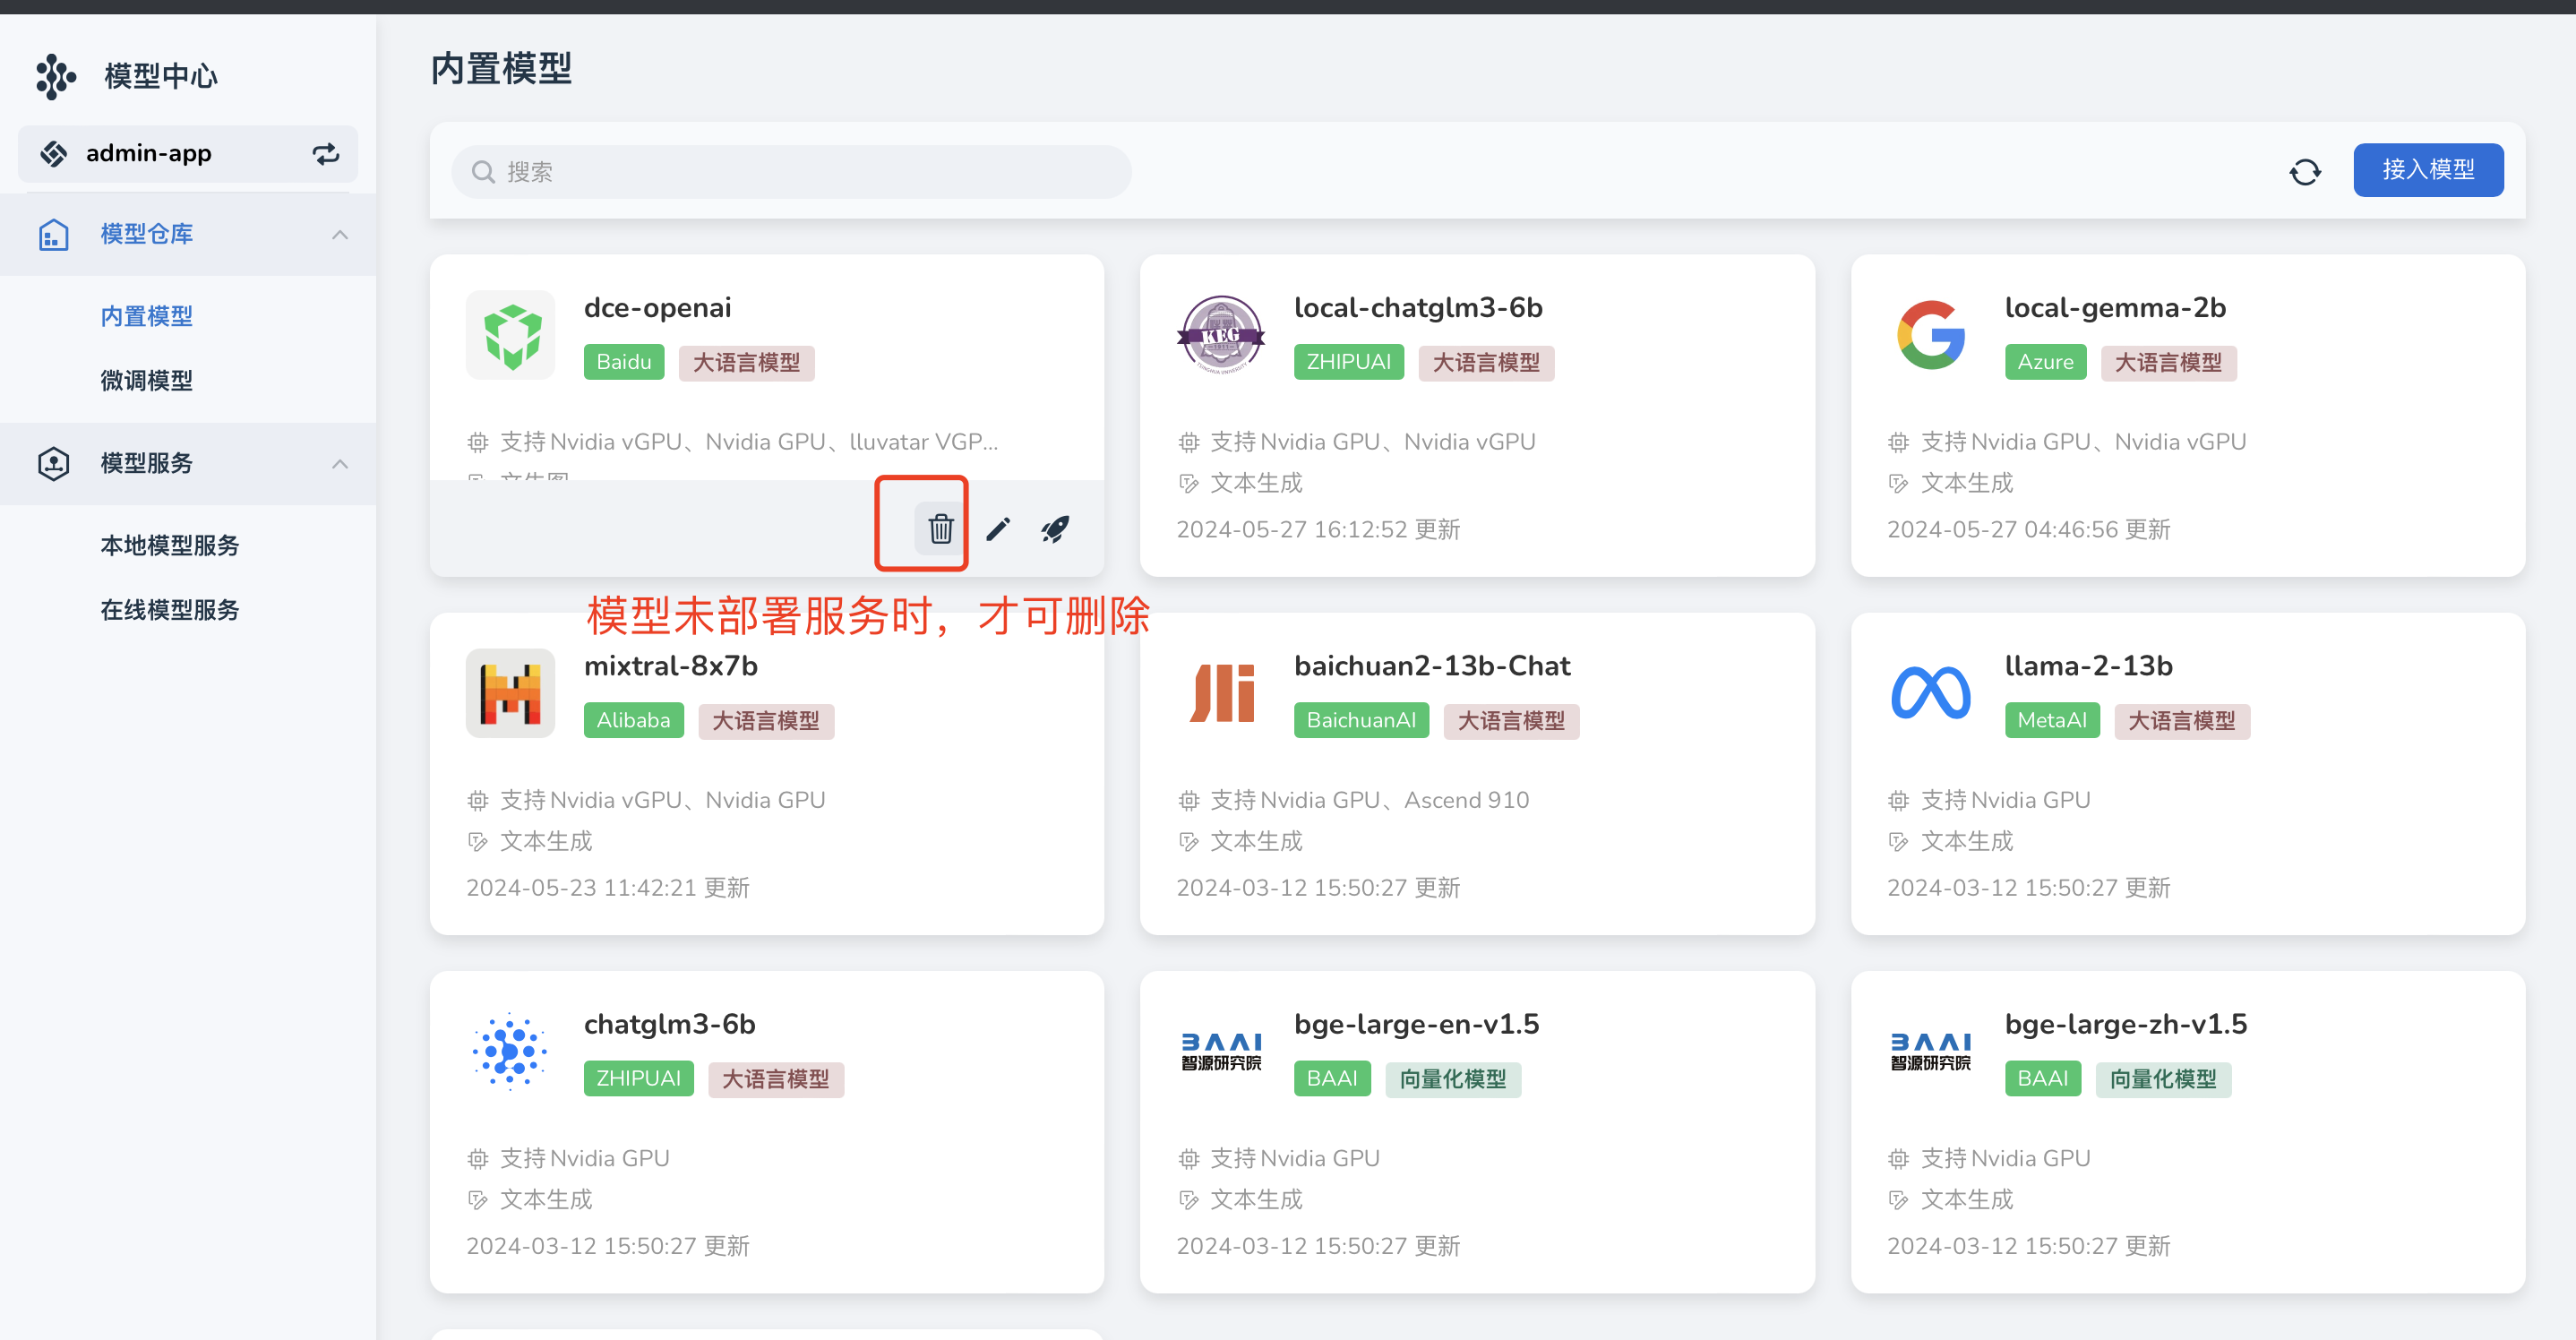 模型中心
admin-app
模型仓库
内置模型
微调模型
模型服务
本地模型服务
在线模型服务
内置模型
搜索
接入模型
dce-openai
Baidu 大语言模型
支持 Nvidia vGPU、Nvidia GPU、Iluvatar VGP...
文生图
local-chatglm3-6b
ZHIPUAI 大语言模型
支持 Nvidia GPU、Nvidia vGPU
文本生成
2024-05-27 16:12:52 更新
local-gemma-2b
Azure 大语言模型
支持 Nvidia GPU、Nvidia vGPU
文本生成
2024-05-27 04:46:56 更新
模型未部署服务时，才可删除
mixtral-8x7b
Alibaba 大语言模型
支持 Nvidia vGPU、Nvidia GPU
文本生成
2024-05-23 11:42:21 更新
baichuan2-13b-Chat
BaichuanAI 大语言模型
支持 Nvidia GPU、Ascend 910
文本生成
2024-03-12 15:50:27 更新
llama-2-13b
MetaAI 大语言模型
支持 Nvidia GPU
文本生成
2024-03-12 15:50:27 更新
chatglm3-6b
ZHIPUAI 大语言模型
支持 Nvidia GPU
文本生成
2024-03-12 15:50:27 更新
BAAI
智源研究院
bge-large-en-v1.5
BAAI 向量化模型
支持 Nvidia GPU
文本生成
2024-03-12 15:50:27 更新
BAAI
智源研究院
bge-large-zh-v1.5
BAAI 向量化模型
支持 Nvidia GPU
文本生成
2024-03-12 15:50:27 更新